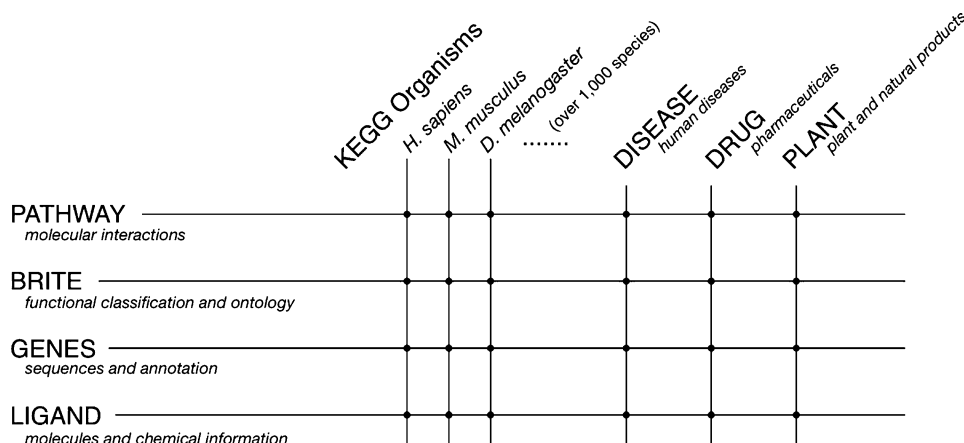 KEGG Organisms
H. sapiens
M. musculus
D. melanogaster
....... (over 1,000 species)
DISEASE
human diseases
DRUG
pharmaceuticals
PLANT
plant and natural products
PATHWAY
molecular interactions
BRITE
functional classification and ontology
GENES
sequences and annotation
LIGAND
molecules and chemical information